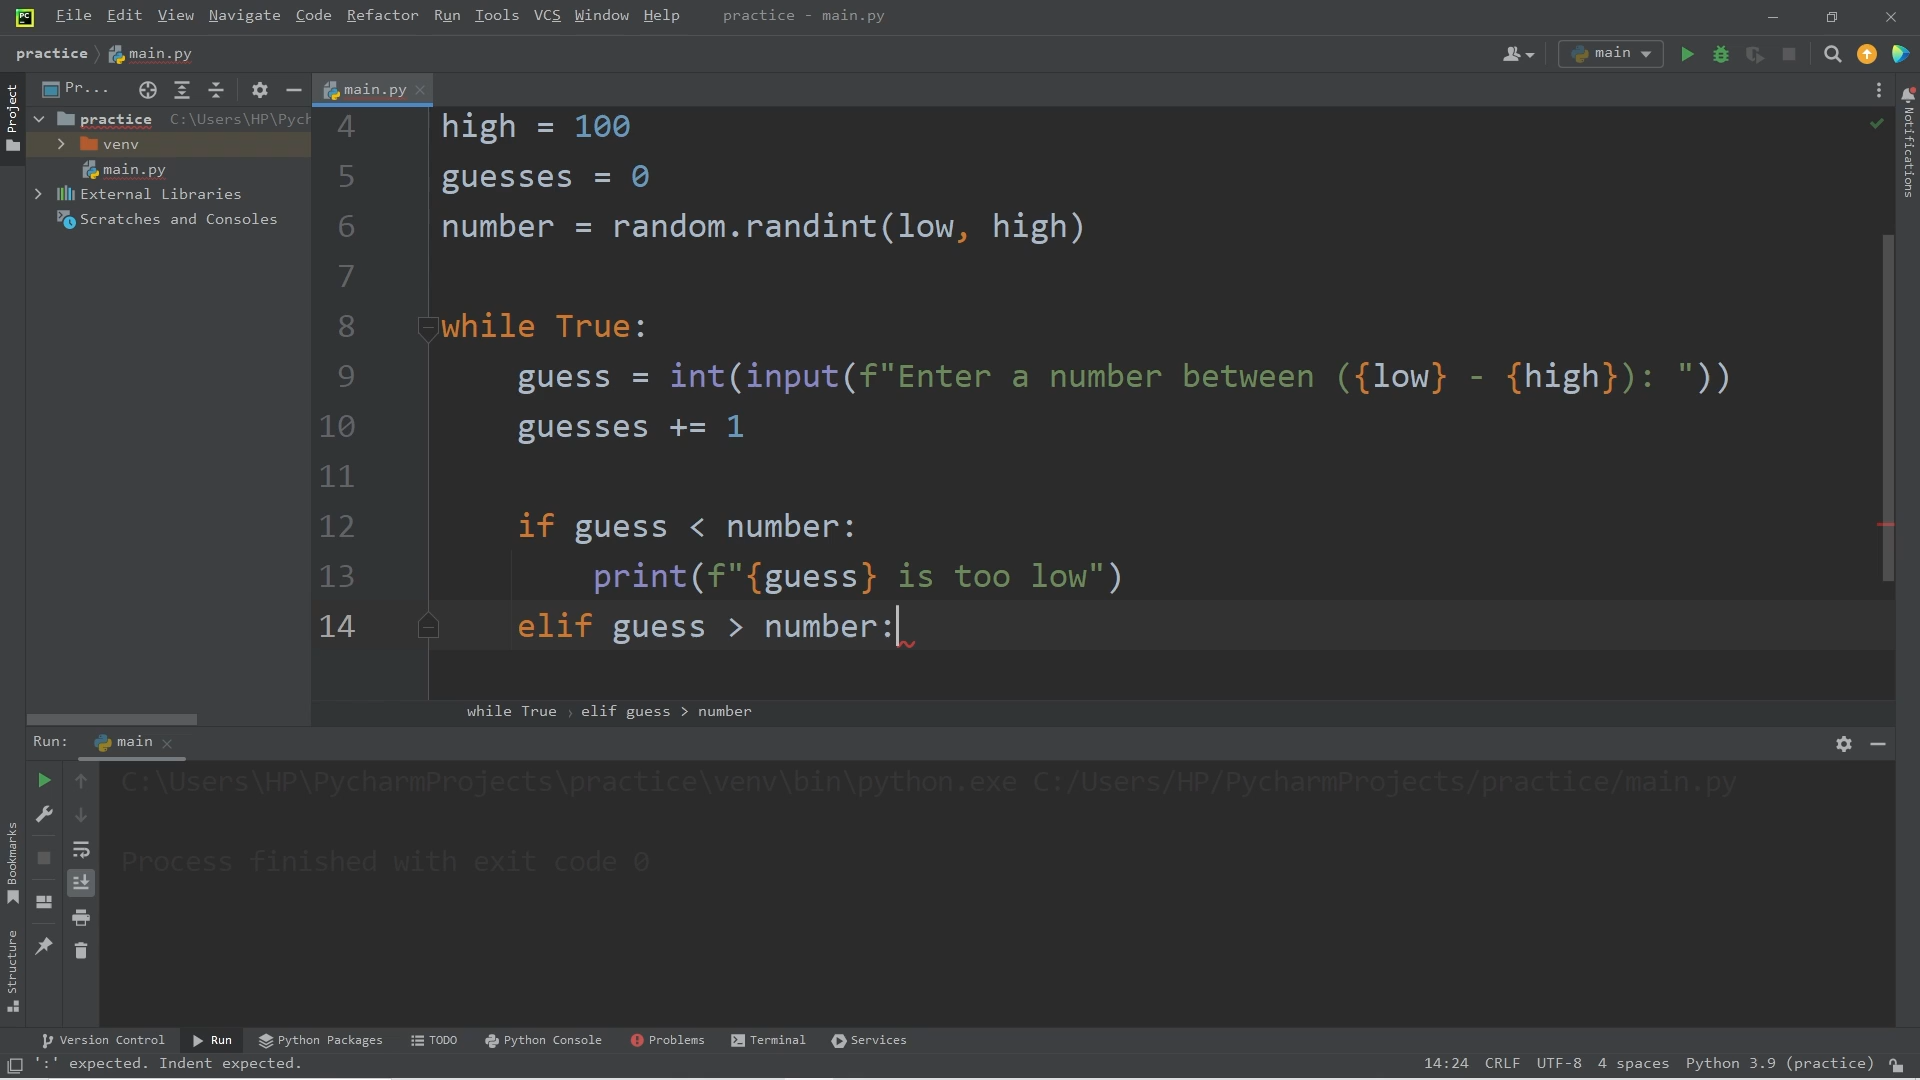 PC File Edit View Navigate Code Refactor Run Tools VCS Window Help practice - main.py
practice main.py main
Pr... main.py
Project
practice C:\Users\HP\Pych
venv
main.py
External Libraries
Scratches and Consoles
Notifications
4 high = 100
5 guesses = 0
6 number = random.randint(low, high)
7
8 while True:
9 guess = int(input(f"Enter a number between ({low} - {high}): "))
10 guesses += 1
11
12 if guess < number:
13 print(f"{guess} is too low")
14 elif guess > number:
while True › elif guess > number
Run: main
C:\Users\HP\PycharmProjects\practice\venv\bin\python.exe C:/Users/HP/PycharmProjects/practice/main.py
Process finished with exit code 0
Bookmarks
Structure
Version Control Run Python Packages TODO Python Console Problems Terminal Services
':' expected. Indent expected. 14:24 CRLF UTF-8 4 spaces Python 3.9 (practice)